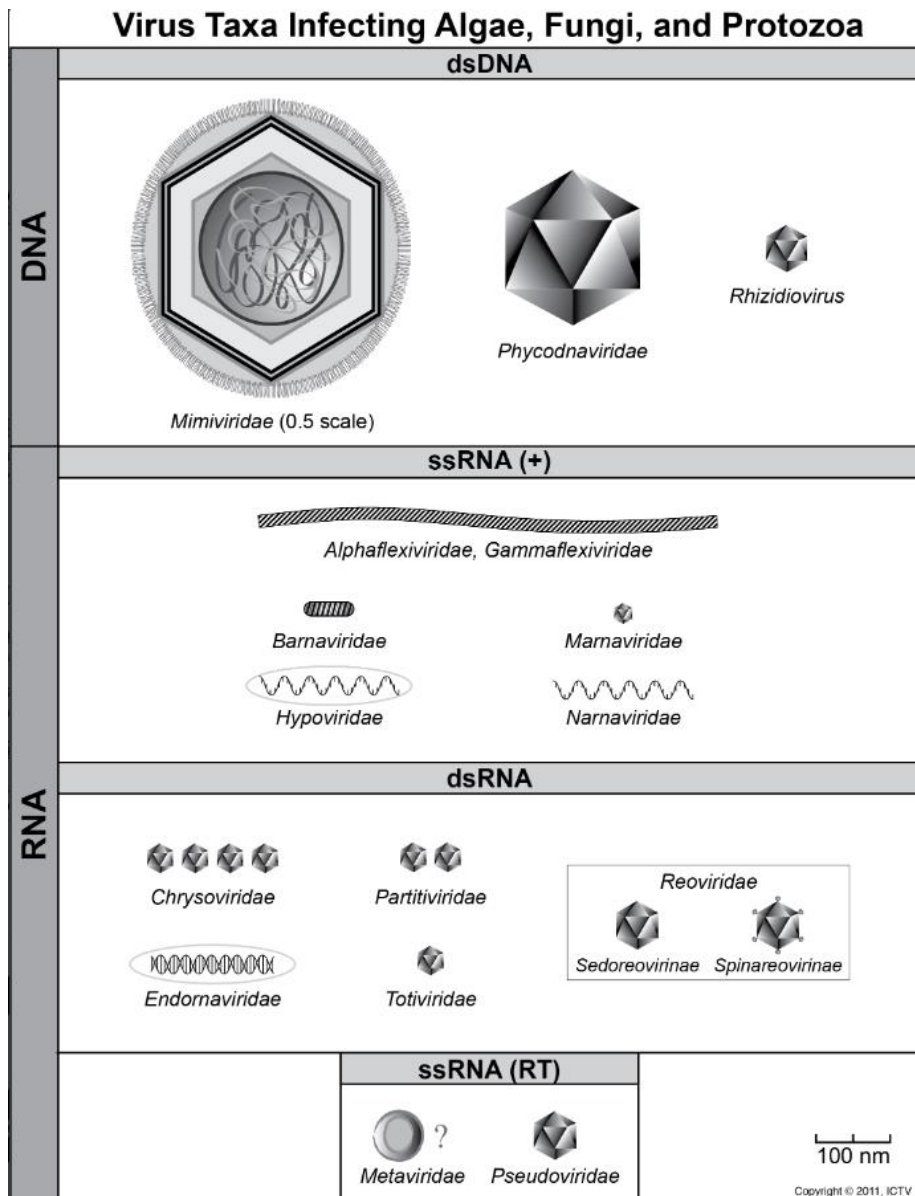 Virus Taxa Infecting Algae, Fungi, and Protozoa
dsDNA
DNA
Mimiviridae (0.5 scale)
Phycodnaviridae
Rhizidiovirus
RNA
ssRNA (+)
Alphaflexiviridae, Gammaflexiviridae
Barnaviridae
Marnaviridae
Hypoviridae
Narnaviridae
dsRNA
Chrysoviridae
Partitiviridae
Reoviridae
Sedoreovirinae
Spinareovirinae
Endornaviridae
Totiviridae
ssRNA (RT)
?
Metaviridae
Pseudoviridae
100 nm
Copyright © 2011, ICTV